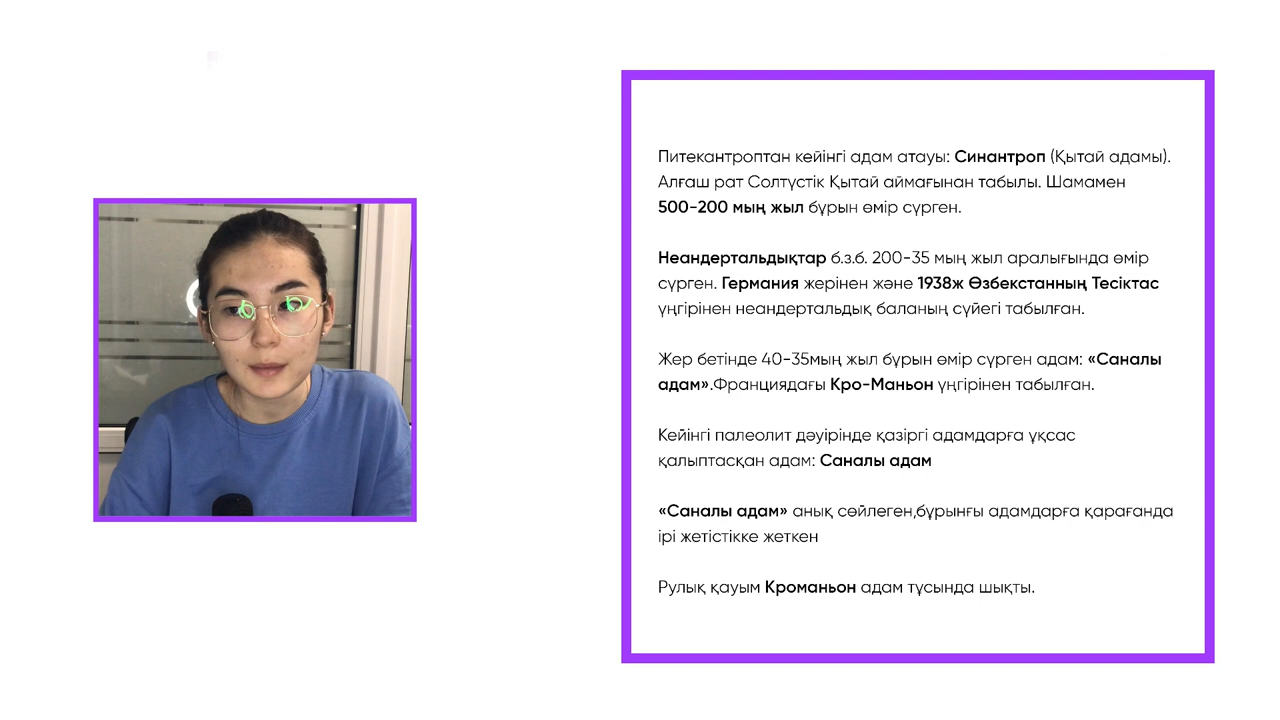 Питекантроптан кейінгі адам атауы: Синантроп (Қытай адамы).
Алғаш рат Солтүстік Қытай аймағынан табылы. Шамамен
500-200 мың жыл бұрын өмір сүрген.
Неандертальдықтар б.з.б. 200-35 мың жыл аралығында өмір
сүрген. Германия жерінен және 1938ж Өзбекстанның Тесіктас
үңгірінен неандертальдық баланың сүйегі табылған.
Жер бетінде 40-35мың жыл бұрын өмір сүрген адам: «Саналы
адам».Франциядағы Кро-Маньон үңгірінен табылған.
Кейінгі палеолит дәуірінде қазіргі адамдарға ұқсас
қалыптасқан адам: Саналы адам
«Саналы адам» анық сөйлеген,бұрынғы адамдарға қарағанда
ірі жетістікке жеткен
Рулық қауым Кроманьон адам тұсында шықты.